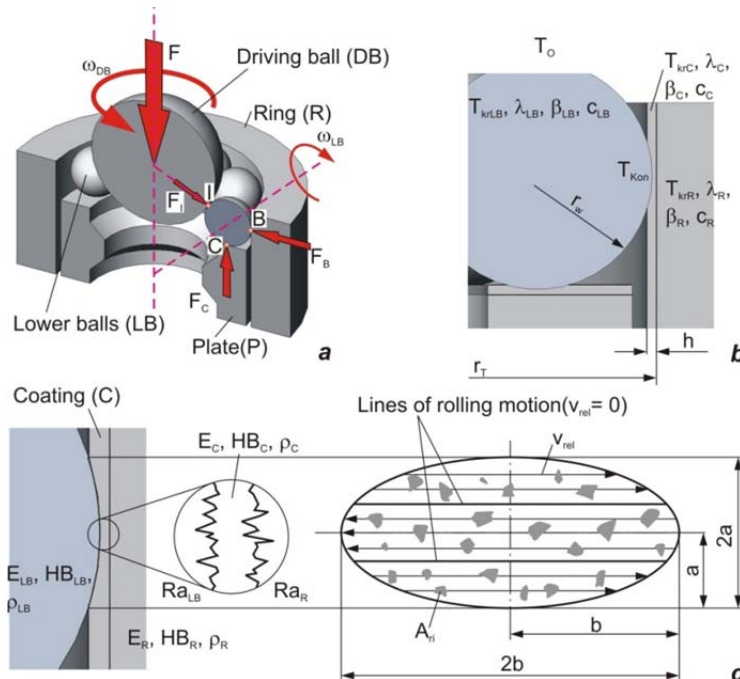 F
Driving ball (DB)
ω_DB
Ring (R)
ω_LB
I
F_I
B
C
F_B
F_C
Lower balls (LB)
Plate(P)
a
T_O
T_krC, λ_C,
β_C, c_C
T_krLB, λ_LB, β_LB, c_LB
T_Kon
r_w
T_krR, λ_R,
β_R, c_R
h
r_T
b
Coating (C)
Lines of rolling motion(v_rel= 0)
E_C, HB_C, ρ_C
v_rel
2a
a
E_LB, HB_LB,
ρ_LB
Ra_LB
Ra_R
A_ri
b
E_R, HB_R, ρ_R
2b
c